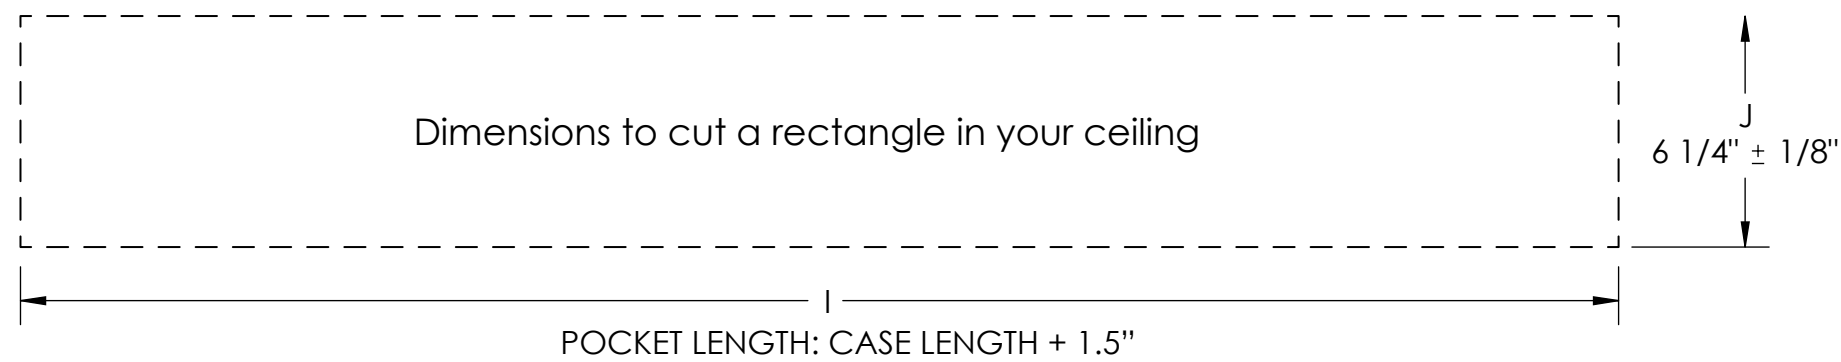 Dimensions to cut a rectangle in your ceiling
J
6 1/4" ± 1/8"
I
POCKET LENGTH: CASE LENGTH + 1.5”